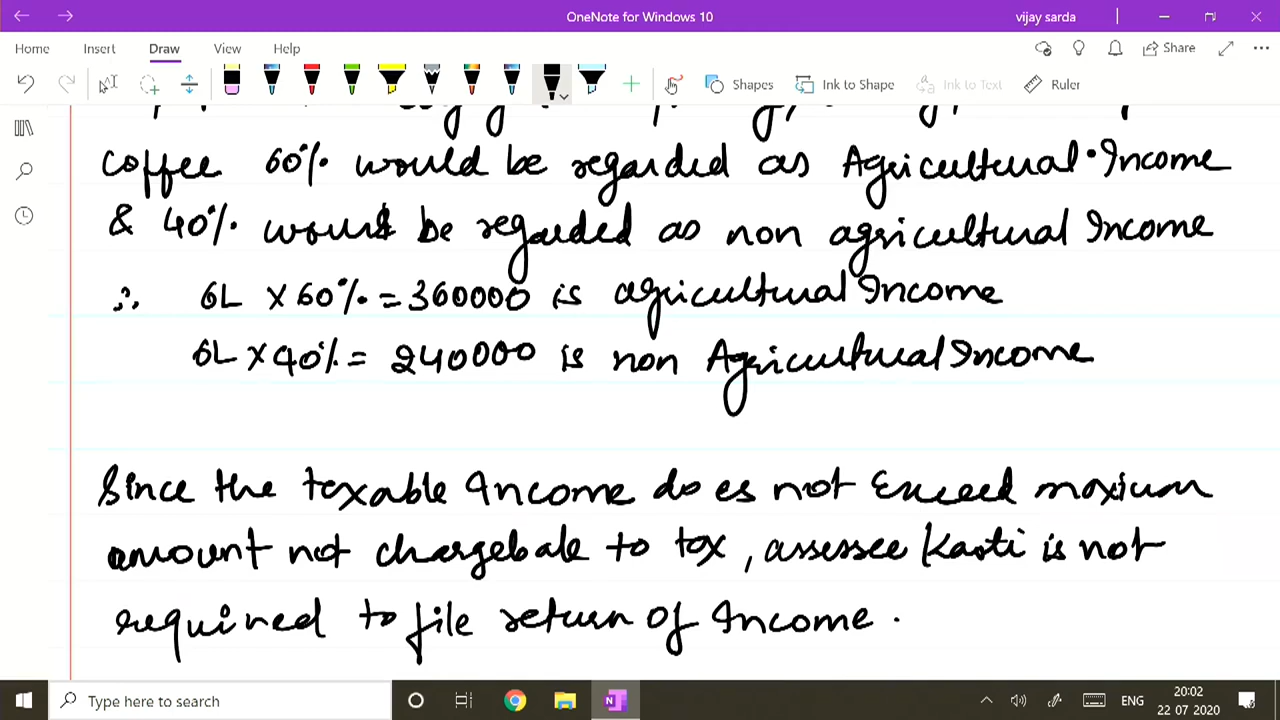 OneNote for Windows 10
vijay sarda
Home Insert Draw View Help
Share
Shapes Ink to Shape Ink to Text Ruler
coffee 60% would be regarded as Agricultural Income
& 40% would be regarded as non agricultural Income
∴ 6L × 60% = 360000 is agricultural Income
6L × 40% = 240000 is non Agricultural Income
Since the taxable Income does not Exceed maxium
amount not chargebale to tax, assessee Kasti is not
required to file return of Income.
Type here to search
ENG
20:02
22 07 2020